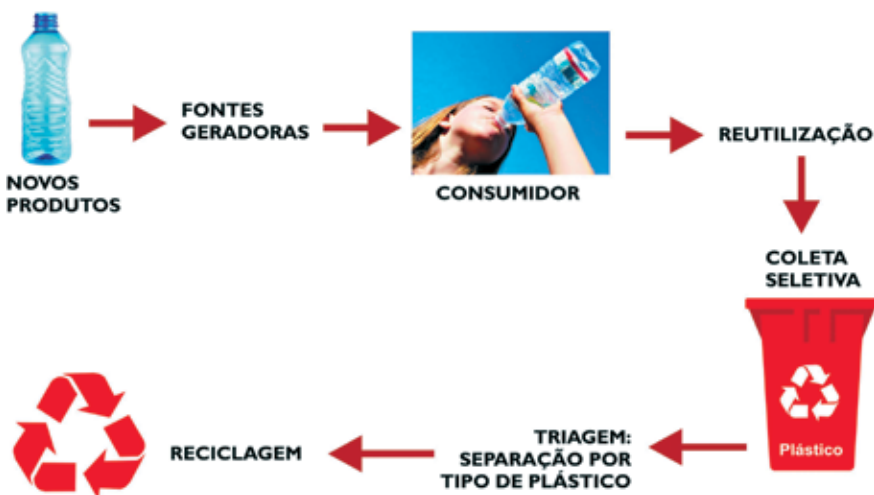 NOVOS
PRODUTOS
FONTES
GERADORAS
CONSUMIDOR
REUTILIZAÇÃO
COLETA
SELETIVA
Plástico
TRIAGEM:
SEPARAÇÃO POR
TIPO DE PLÁSTICO
RECICLAGEM